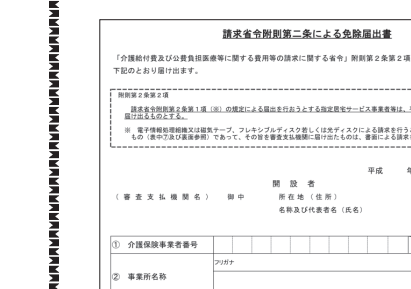 請求省令附則第二条による免除届出書
「介護給付費及び公費負担医療等に関する費用等の請求に関する省令」附則第２条第２項
下記のとおり届け出ます。
附則第２条第２項
請求省令附則第２条第１項（※）の規定による届出を行おうとする指定居宅サービス事業者等は、
届け出るものとする。
※ 電子情報処理組織又は磁気テープ、フレキシブルディスク若しくは光ディスクによる請求を行う
もの（表中⑦及び裏面参照）であって、その旨を審査支払機関に届け出たものは、書面による請求
平成 年
開 設 者
（ 審 査 支 払 機 関 名 ） 御 中 所 在 地 （ 住 所 ）
名称及び代表者名（氏名）
① 介護保険事業者番号
フリガナ
② 事業所名称